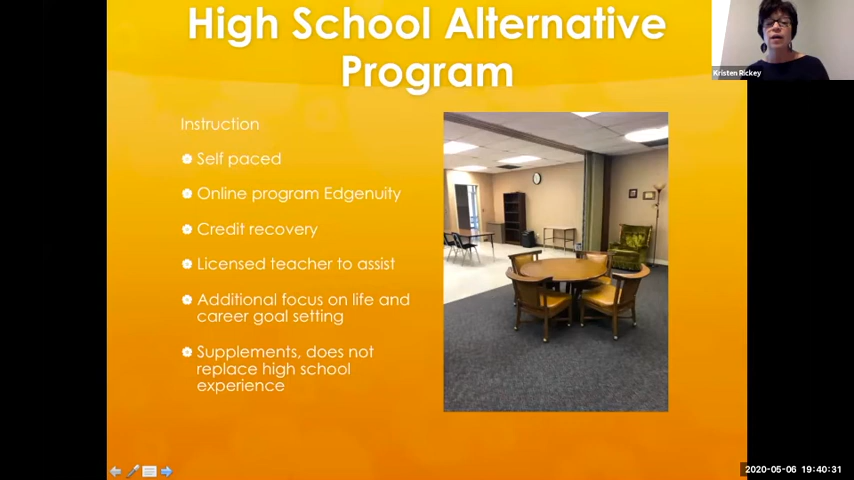 High School Alternative
Program
Kristen Rickey
Instruction
Self paced
Online program Edgenuity
Credit recovery
Licensed teacher to assist
Additional focus on life and
career goal setting
Supplements, does not
replace high school
experience
2020-05-06 19:40:31